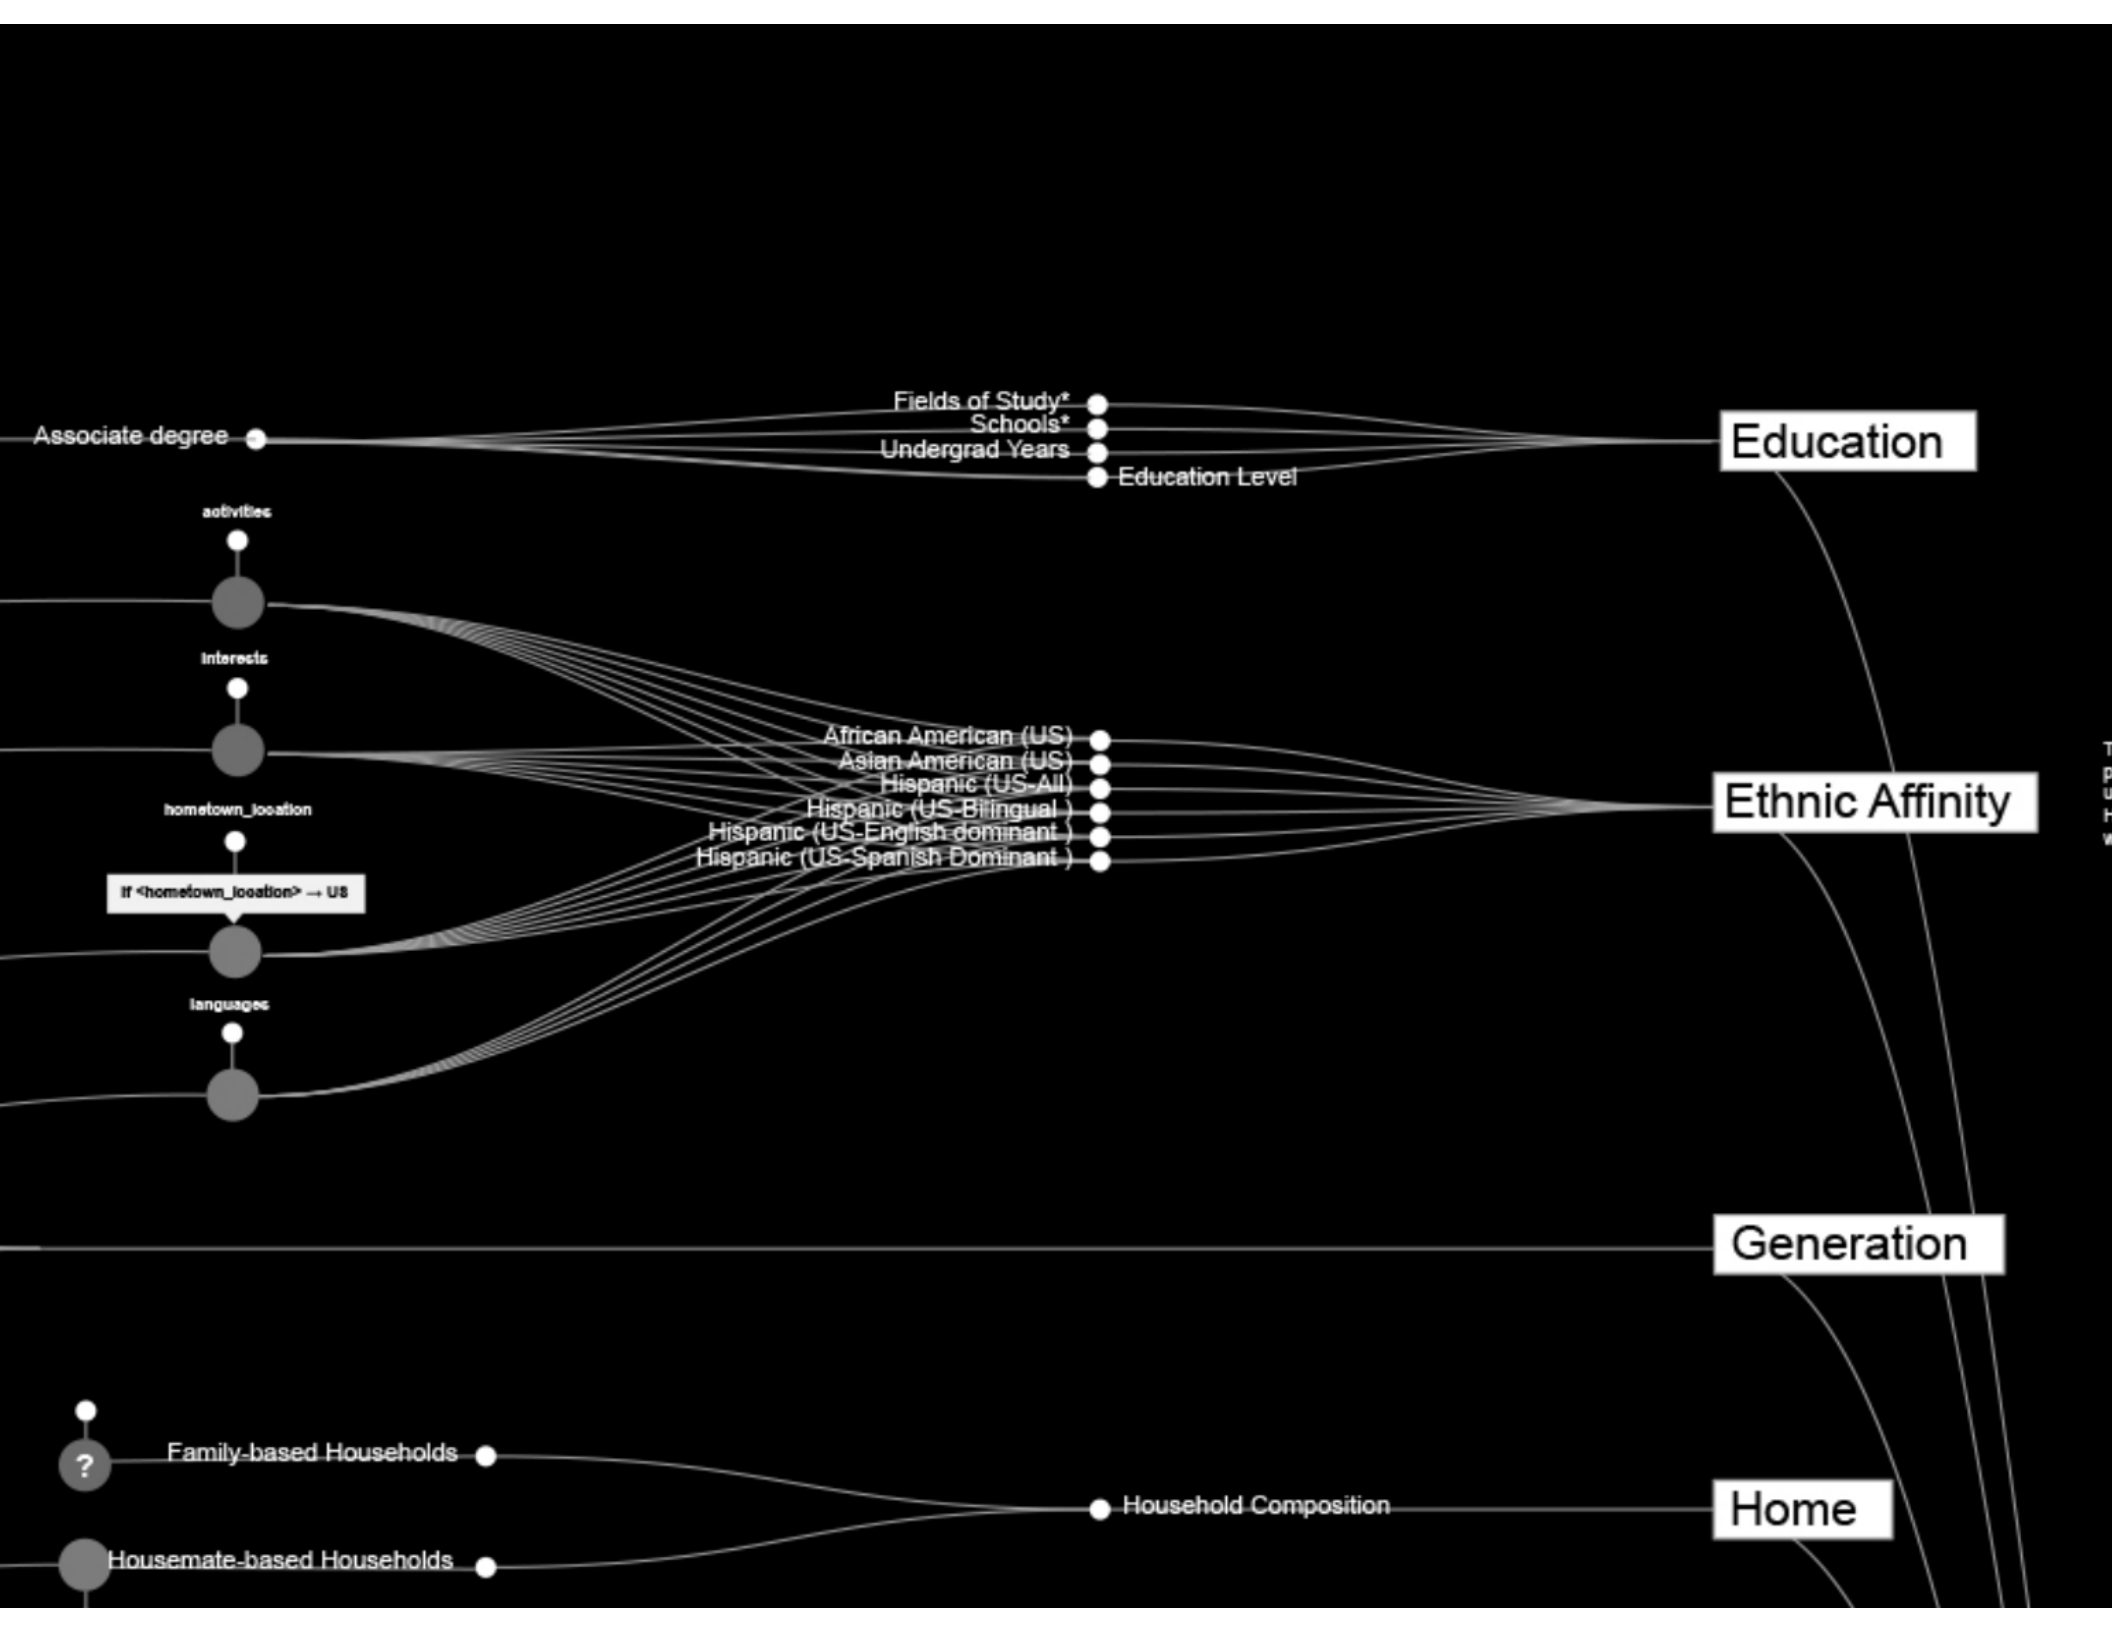 Fields of Study*
Schools*
Associate degree
Undergrad Years
Education Level
Education
activities
Interests
African American (US)
Asian American (US)
Hispanic (US-All)
Hispanic (US-Bilingual )
Hispanic (US-English dominant )
Hispanic (US-Spanish Dominant )
Ethnic Affinity
hometown_location
If <hometown_location> → US
languages
Generation
?
Family-based Households
Household Composition
Home
Housemate-based Households